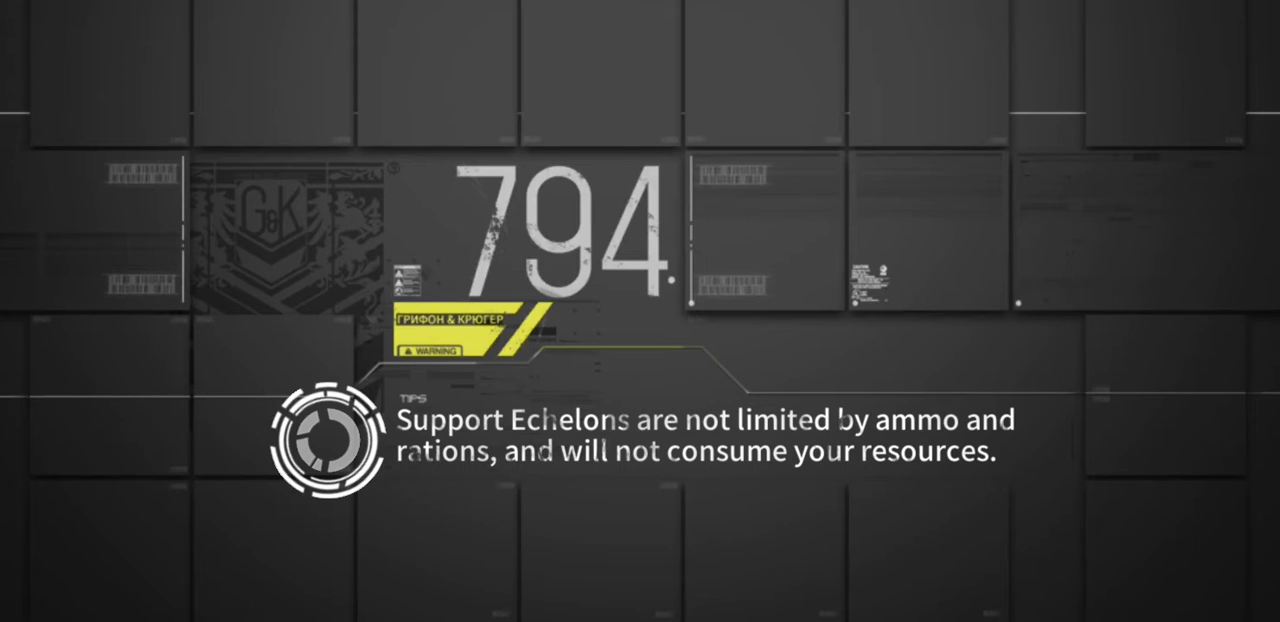 G&K
794.
ГРИФОН & КРЮГЕР
WARNING
TIPS
Support Echelons are not limited by ammo and
rations, and will not consume your resources.